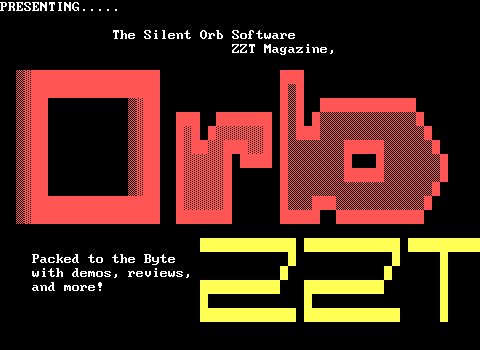 PRESENTING.....
The Silent Orb Software
ZZT Magazine,
Orb
Packed to the Byte
with demos, reviews,
and more!
ZZT